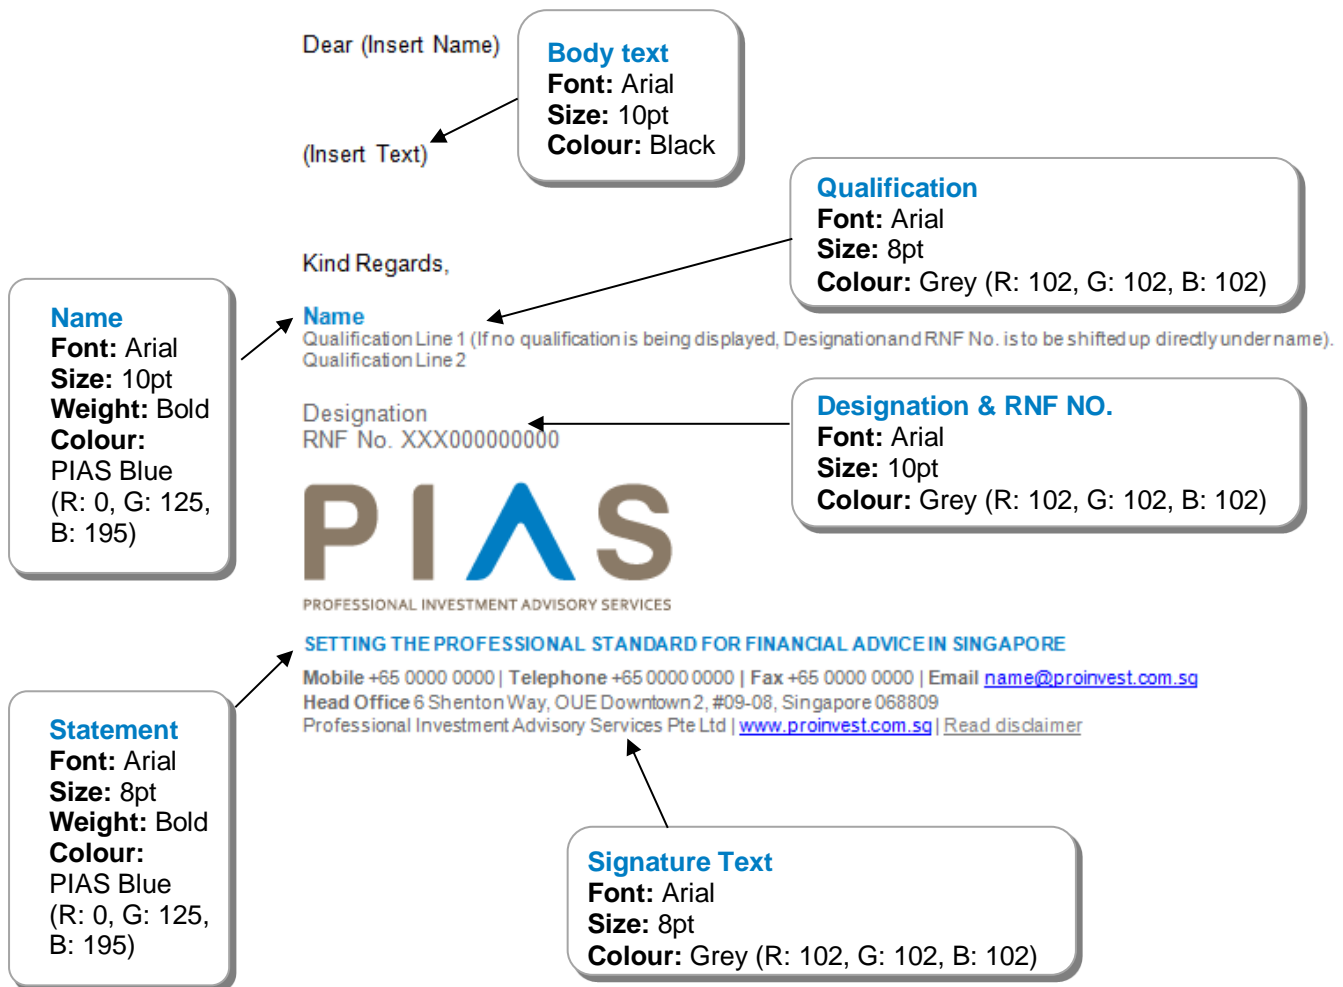 Dear (Insert Name)
Body text
Font: Arial
Size: 10pt
Colour: Black
(Insert Text)
Qualification
Font: Arial
Size: 8pt
Colour: Grey (R: 102, G: 102, B: 102)
Kind Regards,
Name
Font: Arial
Size: 10pt
Weight: Bold
Colour:
PIAS Blue
(R: 0, G: 125,
B: 195)
Name
Qualification Line 1 (If no qualification is being displayed, Designation and RNF No. is to be shifted up directly under name).
Qualification Line 2
Designation
RNF No. XXX000000000
Designation & RNF NO.
Font: Arial
Size: 10pt
Colour: Grey (R: 102, G: 102, B: 102)
PIAS
PROFESSIONAL INVESTMENT ADVISORY SERVICES
SETTING THE PROFESSIONAL STANDARD FOR FINANCIAL ADVICE IN SINGAPORE
Mobile +65 0000 0000 | Telephone +65 0000 0000 | Fax +65 0000 0000 | Email name@proinvest.com.sg
Head Office 6 Shenton Way, OUE Downtown 2, #09-08, Singapore 068809
Professional Investment Advisory Services Pte Ltd | www.proinvest.com.sg | Read disclaimer
Statement
Font: Arial
Size: 8pt
Weight: Bold
Colour:
PIAS Blue
(R: 0, G: 125,
B: 195)
Signature Text
Font: Arial
Size: 8pt
Colour: Grey (R: 102, G: 102, B: 102)